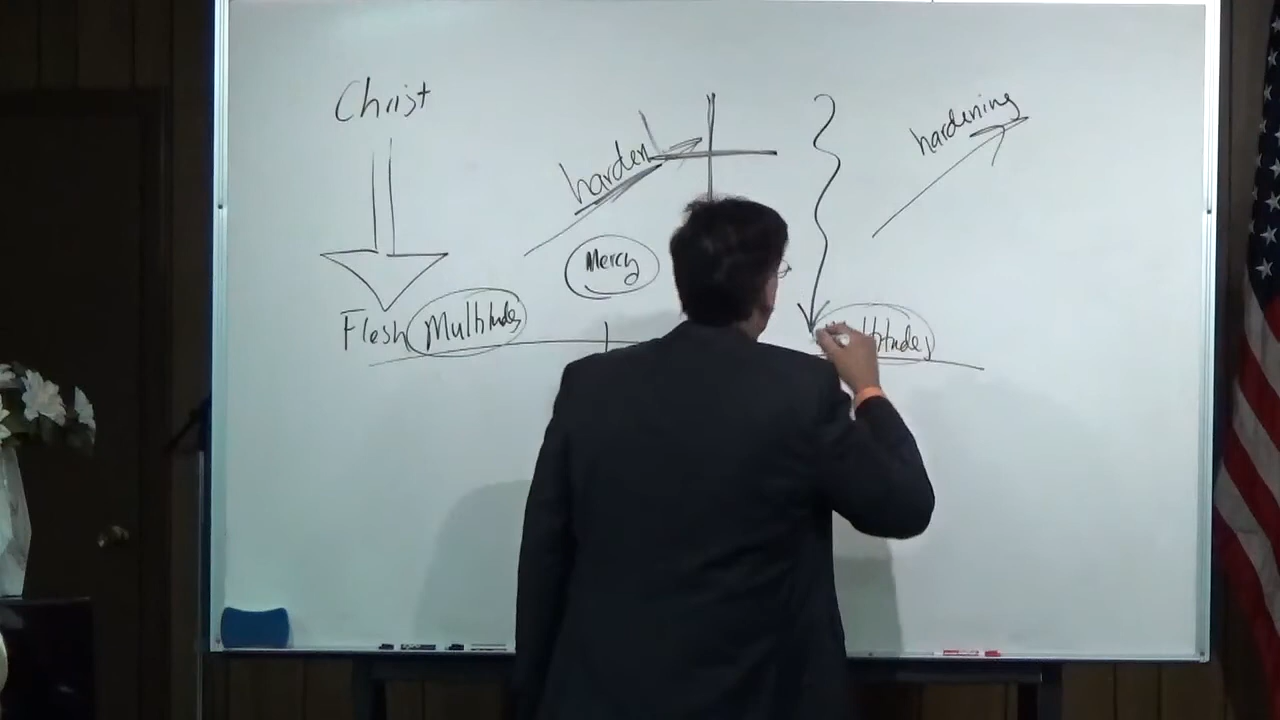 Christ
harden
hardening
Mercy
Flesh Multitudes